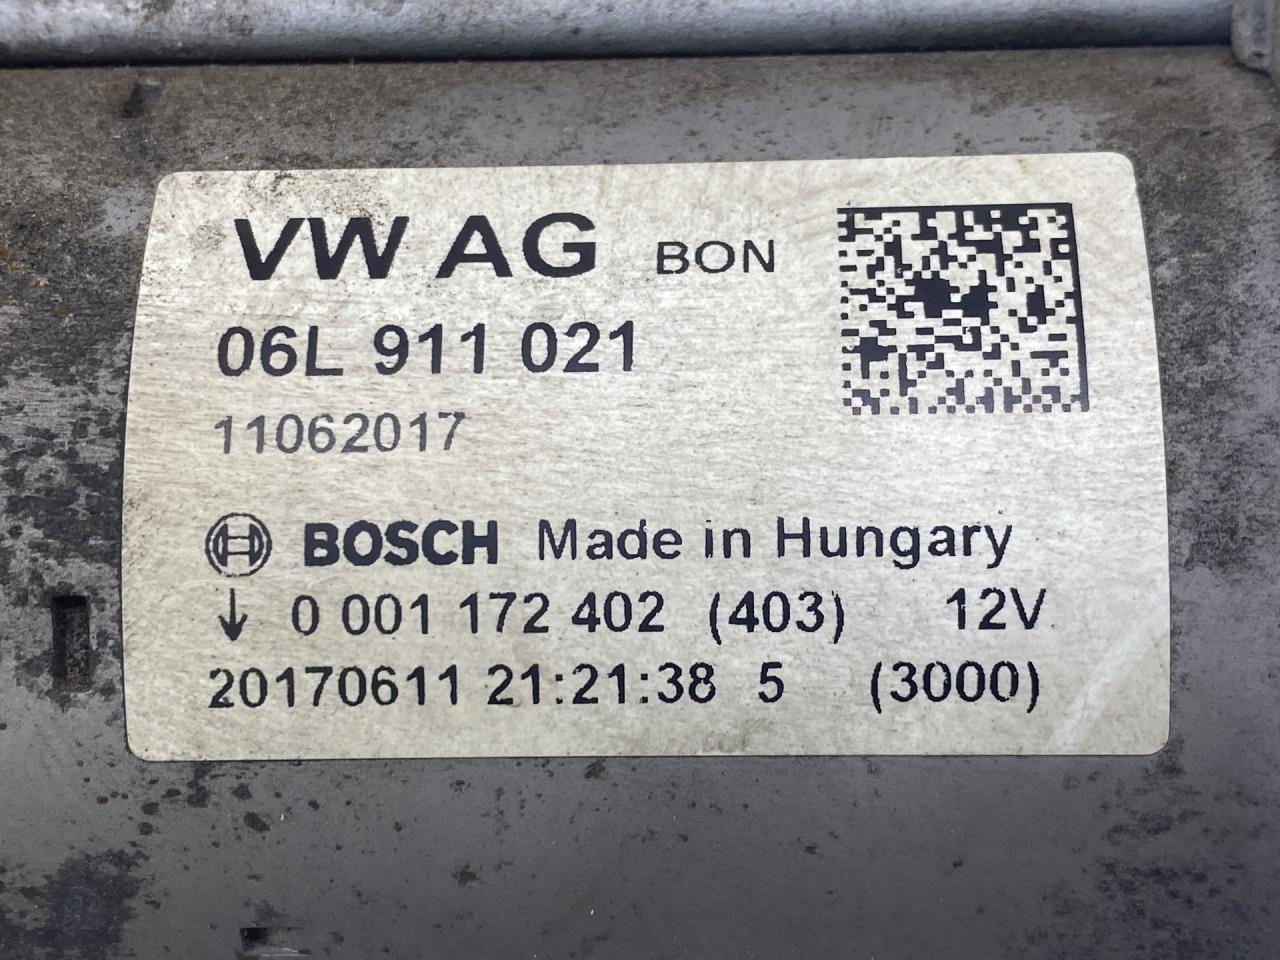 VW AG BON
06L 911 021
11062017
BOSCH Made in Hungary
↓ 0 001 172 402 (403) 12V
20170611 21:21:38 5 (3000)